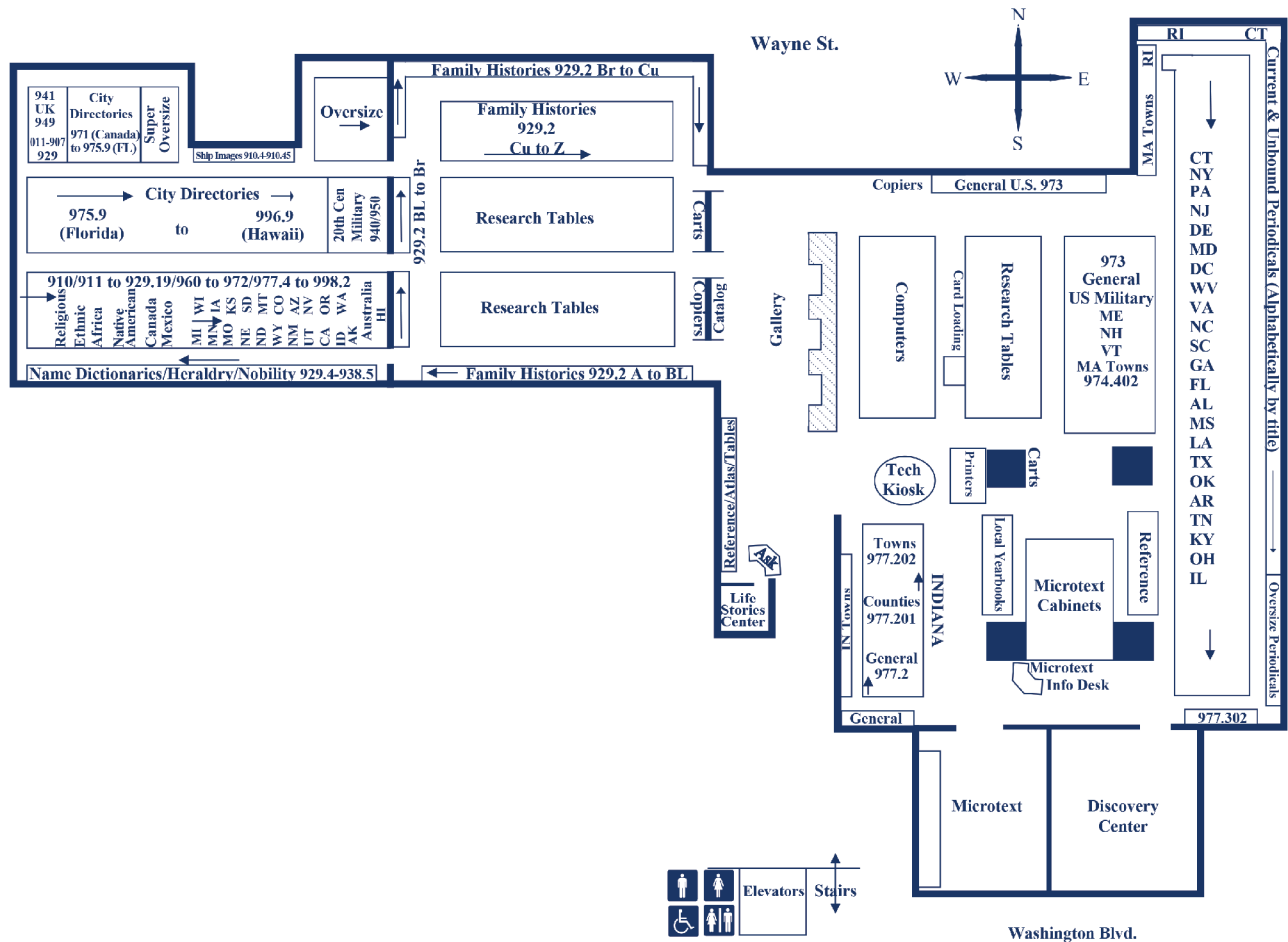 Wayne St.
N
W
E
S
RI
CT
RI
MA Towns
Current & Unbound Periodicals (Alphabetically by title)
Oversize Periodicals
941
UK
949
011-907
929
City
Directories
971 (Canada)
to 975.9 (FL)
Super
Oversize
Ship Images 910.4-910.45
Oversize
Family Histories 929.2 Br to Cu
Family Histories
929.2
Cu to Z
City Directories
975.9
(Florida)
to
996.9
(Hawaii)
20th Cen
Military
940/950
929.2 BL to Br
Research Tables
Carts
910/911 to 929.19/960 to 972/977.4 to 998.2
Religious
Ethnic
Africa
Native
American
Canada
Mexico
MI WI
MN IA
MO KS
NE SD
ND MT
WY CO
NM AZ
UT NV
CA OR
ID WA
AK
Australia
HI
Research Tables
Copiers
Catalog
Name Dictionaries/Heraldry/Nobility 929.4-938.5
Family Histories 929.2 A to BL
Reference/Atlas/Tables
Ask
Life
Stories
Center
Copiers
General U.S. 973
Gallery
Computers
Card Loading
Research Tables
973
General
US Military
ME
NH
VT
MA Towns
974.402
CT
NY
PA
NJ
DE
MD
DC
WV
VA
NC
SC
GA
FL
AL
MS
LA
TX
OK
AR
TN
KY
OH
IL
Tech
Kiosk
Printers
Carts
IN Towns
Towns
977.202
Counties
977.201
General
977.2
INDIANA
General
Local Yearbooks
Microtext
Cabinets
Reference
Microtext
Info Desk
977.302
Microtext
Discovery
Center
Elevators
Stairs
Washington Blvd.